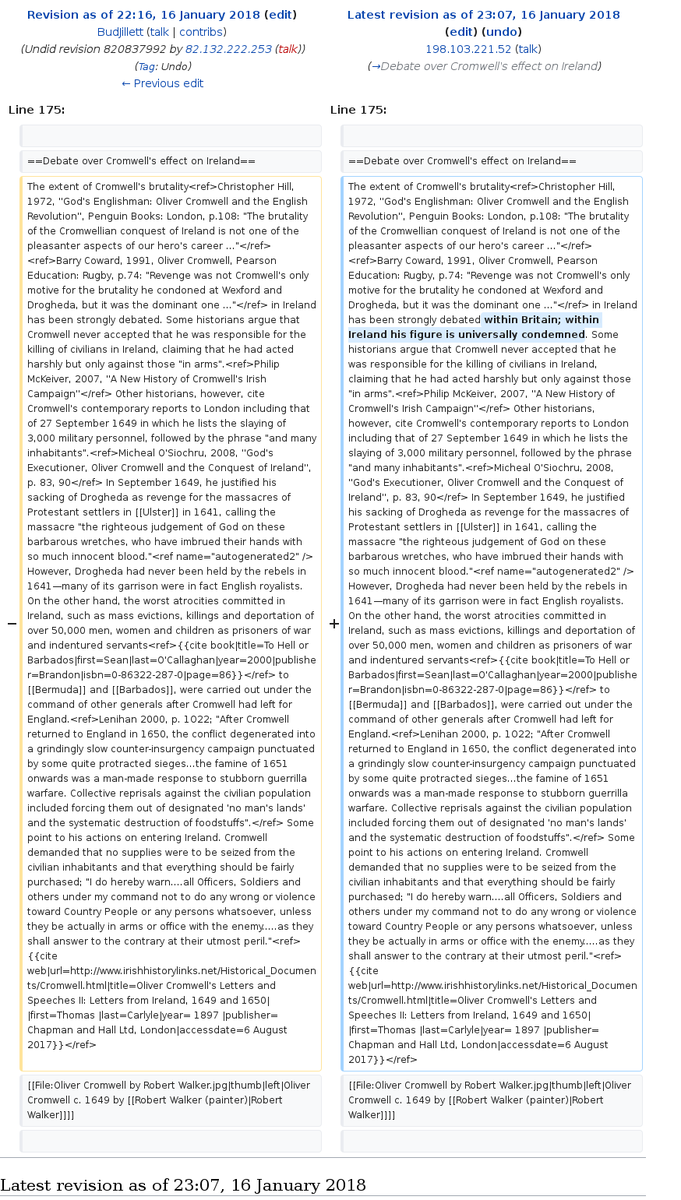 Revision as of 22:16, 16 January 2018 (edit)
Budjillett (talk | contribs)
(Undid revision 820837992 by 82.132.222.253 (talk))
(Tag: Undo)
← Previous edit
Latest revision as of 23:07, 16 January 2018
(edit) (undo)
198.103.221.52 (talk)
(→Debate over Cromwell's effect on Ireland)
Line 175:
Line 175:
==Debate over Cromwell's effect on Ireland==
==Debate over Cromwell's effect on Ireland==
−
The extent of Cromwell's brutality<ref>Christopher Hill,
1972, ''God's Englishman: Oliver Cromwell and the English
Revolution'', Penguin Books: London, p.108: "The brutality
of the Cromwellian conquest of Ireland is not one of the
pleasanter aspects of our hero's career ..."</ref>
<ref>Barry Coward, 1991, Oliver Cromwell, Pearson
Education: Rugby, p.74: "Revenge was not Cromwell's only
motive for the brutality he condoned at Wexford and
Drogheda, but it was the dominant one ..."</ref> in Ireland
has been strongly debated. Some historians argue that
Cromwell never accepted that he was responsible for the
killing of civilians in Ireland, claiming that he had acted
harshly but only against those "in arms".<ref>Philip
McKeiver, 2007, ''A New History of Cromwell's Irish
Campaign''</ref> Other historians, however, cite
Cromwell's contemporary reports to London including that
of 27 September 1649 in which he lists the slaying of
3,000 military personnel, followed by the phrase "and many
inhabitants".<ref>Micheal O'Siochru, 2008, ''God's
Executioner, Oliver Cromwell and the Conquest of Ireland'',
p. 83, 90</ref> In September 1649, he justified his
sacking of Drogheda as revenge for the massacres of
Protestant settlers in [[Ulster]] in 1641, calling the
massacre "the righteous judgement of God on these
barbarous wretches, who have imbrued their hands with
so much innocent blood."<ref name="autogenerated2" />
However, Drogheda had never been held by the rebels in
1641—many of its garrison were in fact English royalists.
On the other hand, the worst atrocities committed in
Ireland, such as mass evictions, killings and deportation of
over 50,000 men, women and children as prisoners of war
and indentured servants<ref>{{cite book|title=To Hell or
Barbados|first=Sean|last=O'Callaghan|year=2000|publishe
r=Brandon|isbn=0-86322-287-0|page=86}}</ref> to
[[Bermuda]] and [[Barbados]], were carried out under the
command of other generals after Cromwell had left for
England.<ref>Lenihan 2000, p. 1022; "After Cromwell
returned to England in 1650, the conflict degenerated into
a grindingly slow counter-insurgency campaign punctuated
by some quite protracted sieges...the famine of 1651
onwards was a man-made response to stubborn guerrilla
warfare. Collective reprisals against the civilian population
included forcing them out of designated 'no man's lands'
and the systematic destruction of foodstuffs".</ref> Some
point to his actions on entering Ireland. Cromwell
demanded that no supplies were to be seized from the
civilian inhabitants and that everything should be fairly
purchased; "I do hereby warn....all Officers, Soldiers and
others under my command not to do any wrong or violence
toward Country People or any persons whatsoever, unless
they be actually in arms or office with the enemy.....as they
shall answer to the contrary at their utmost peril."<ref>
{{cite
web|url=http://www.irishhistorylinks.net/Historical_Documen
ts/Cromwell.html|title=Oliver Cromwell's Letters and
Speeches II: Letters from Ireland, 1649 and 1650|
|first=Thomas |last=Carlyle|year= 1897 |publisher=
Chapman and Hall Ltd, London|accessdate=6 August
2017}}</ref>
+
The extent of Cromwell's brutality<ref>Christopher Hill,
1972, ''God's Englishman: Oliver Cromwell and the English
Revolution'', Penguin Books: London, p.108: "The brutality
of the Cromwellian conquest of Ireland is not one of the
pleasanter aspects of our hero's career ..."</ref>
<ref>Barry Coward, 1991, Oliver Cromwell, Pearson
Education: Rugby, p.74: "Revenge was not Cromwell's only
motive for the brutality he condoned at Wexford and
Drogheda, but it was the dominant one ..."</ref> in Ireland
has been strongly debated within Britain; within
Ireland his figure is universally condemned. Some
historians argue that Cromwell never accepted that he
was responsible for the killing of civilians in Ireland,
claiming that he had acted harshly but only against those
"in arms".<ref>Philip McKeiver, 2007, ''A New History of
Cromwell's Irish Campaign''</ref> Other historians,
however, cite Cromwell's contemporary reports to London
including that of 27 September 1649 in which he lists the
slaying of 3,000 military personnel, followed by the phrase
"and many inhabitants".<ref>Micheal O'Siochru, 2008,
''God's Executioner, Oliver Cromwell and the Conquest of
Ireland'', p. 83, 90</ref> In September 1649, he justified
his sacking of Drogheda as revenge for the massacres of
Protestant settlers in [[Ulster]] in 1641, calling the
massacre "the righteous judgement of God on these
barbarous wretches, who have imbrued their hands with
so much innocent blood."<ref name="autogenerated2" />
However, Drogheda had never been held by the rebels in
1641—many of its garrison were in fact English royalists.
On the other hand, the worst atrocities committed in
Ireland, such as mass evictions, killings and deportation of
over 50,000 men, women and children as prisoners of war
and indentured servants<ref>{{cite book|title=To Hell or
Barbados|first=Sean|last=O'Callaghan|year=2000|publishe
r=Brandon|isbn=0-86322-287-0|page=86}}</ref> to
[[Bermuda]] and [[Barbados]], were carried out under the
command of other generals after Cromwell had left for
England.<ref>Lenihan 2000, p. 1022; "After Cromwell
returned to England in 1650, the conflict degenerated into
a grindingly slow counter-insurgency campaign punctuated
by some quite protracted sieges...the famine of 1651
onwards was a man-made response to stubborn guerrilla
warfare. Collective reprisals against the civilian population
included forcing them out of designated 'no man's lands'
and the systematic destruction of foodstuffs".</ref> Some
point to his actions on entering Ireland. Cromwell
demanded that no supplies were to be seized from the
civilian inhabitants and that everything should be fairly
purchased; "I do hereby warn....all Officers, Soldiers and
others under my command not to do any wrong or violence
toward Country People or any persons whatsoever, unless
they be actually in arms or office with the enemy.....as they
shall answer to the contrary at their utmost peril."<ref>
{{cite
web|url=http://www.irishhistorylinks.net/Historical_Documen
ts/Cromwell.html|title=Oliver Cromwell's Letters and
Speeches II: Letters from Ireland, 1649 and 1650|
|first=Thomas |last=Carlyle|year= 1897 |publisher=
Chapman and Hall Ltd, London|accessdate=6 August
2017}}</ref>
[[File:Oliver Cromwell by Robert Walker.jpg|thumb|left|Oliver
Cromwell c. 1649 by [[Robert Walker (painter)|Robert
Walker]]]]
[[File:Oliver Cromwell by Robert Walker.jpg|thumb|left|Oliver
Cromwell c. 1649 by [[Robert Walker (painter)|Robert
Walker]]]]
Latest revision as of 23:07, 16 January 2018